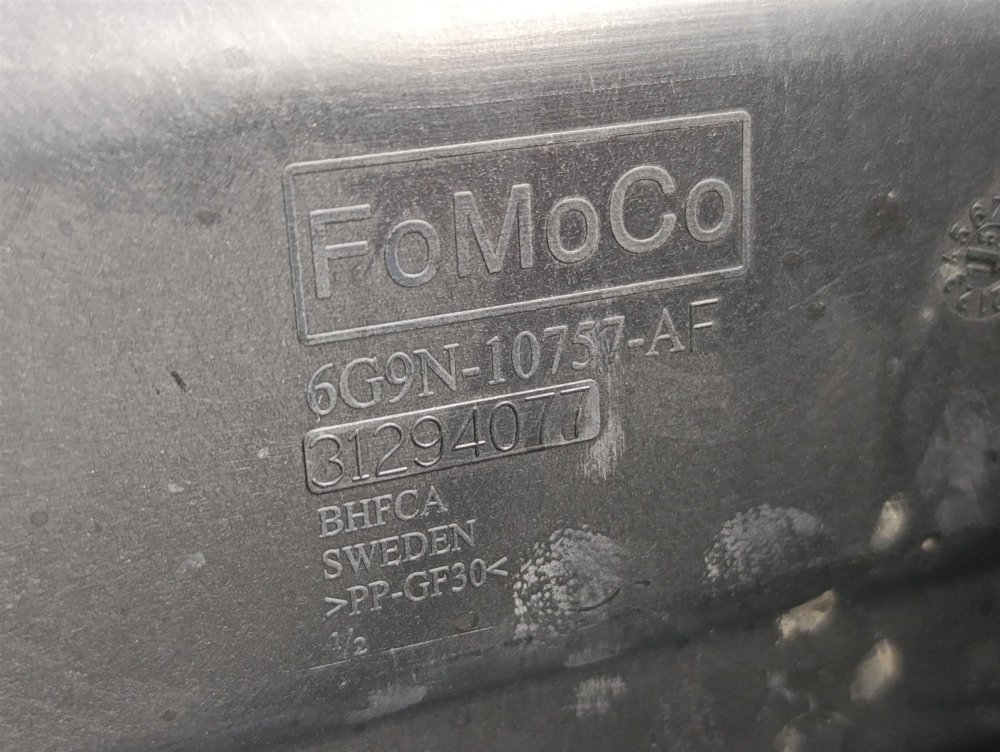 FoMoCo
6G9N-10757-AF
31294077
BHFCA
SWEDEN
>PP-GF30<
1/2